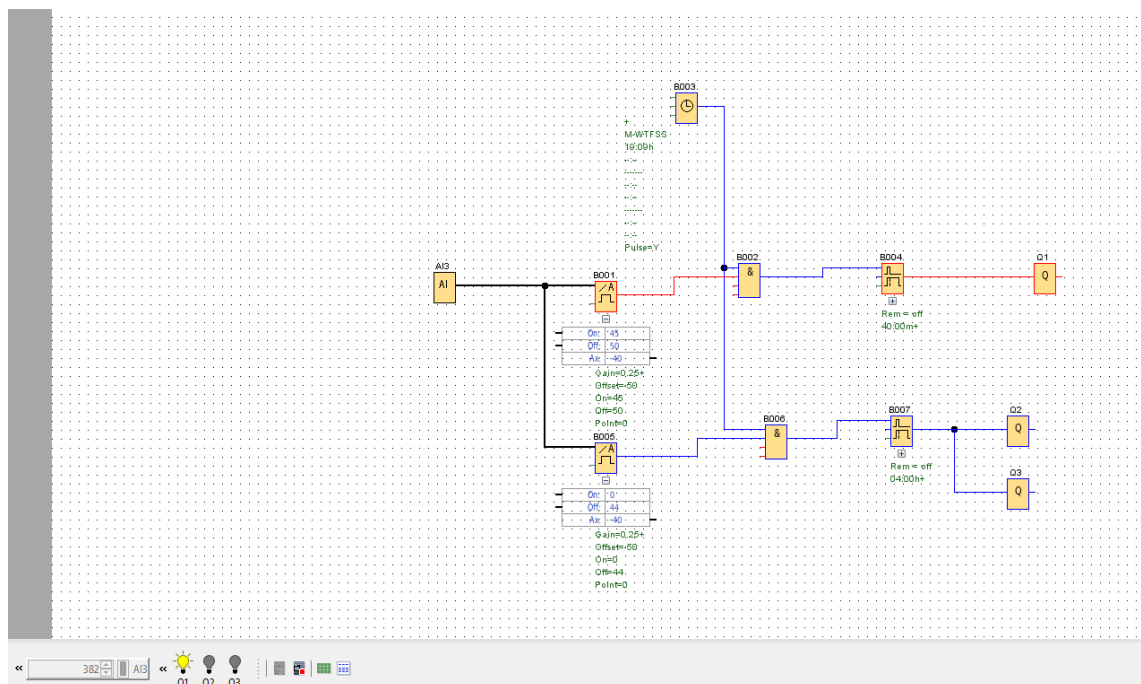 B003
+
M-WTFSS
19:09h
--:--
-------
--:--
--:--
-------
--:--
--:--
Pulse=Y
AI3
AI
B001
/A
B002
&
B004
Q1
Q
Rem = off
40:00m+
On: 45
Off: 50
Ax: -40
Gain=0.25+
Offset=-50
On=45
Off=50
Point=0
B005
/A
B006
&
B007
Q2
Q
Rem = off
04:00h+
Q3
Q
On: 0
Off: 44
Ax: -40
Gain=0.25+
Offset=-50
On=0
Off=44
Point=0
« 382 AI3 « Q1 Q2 Q3